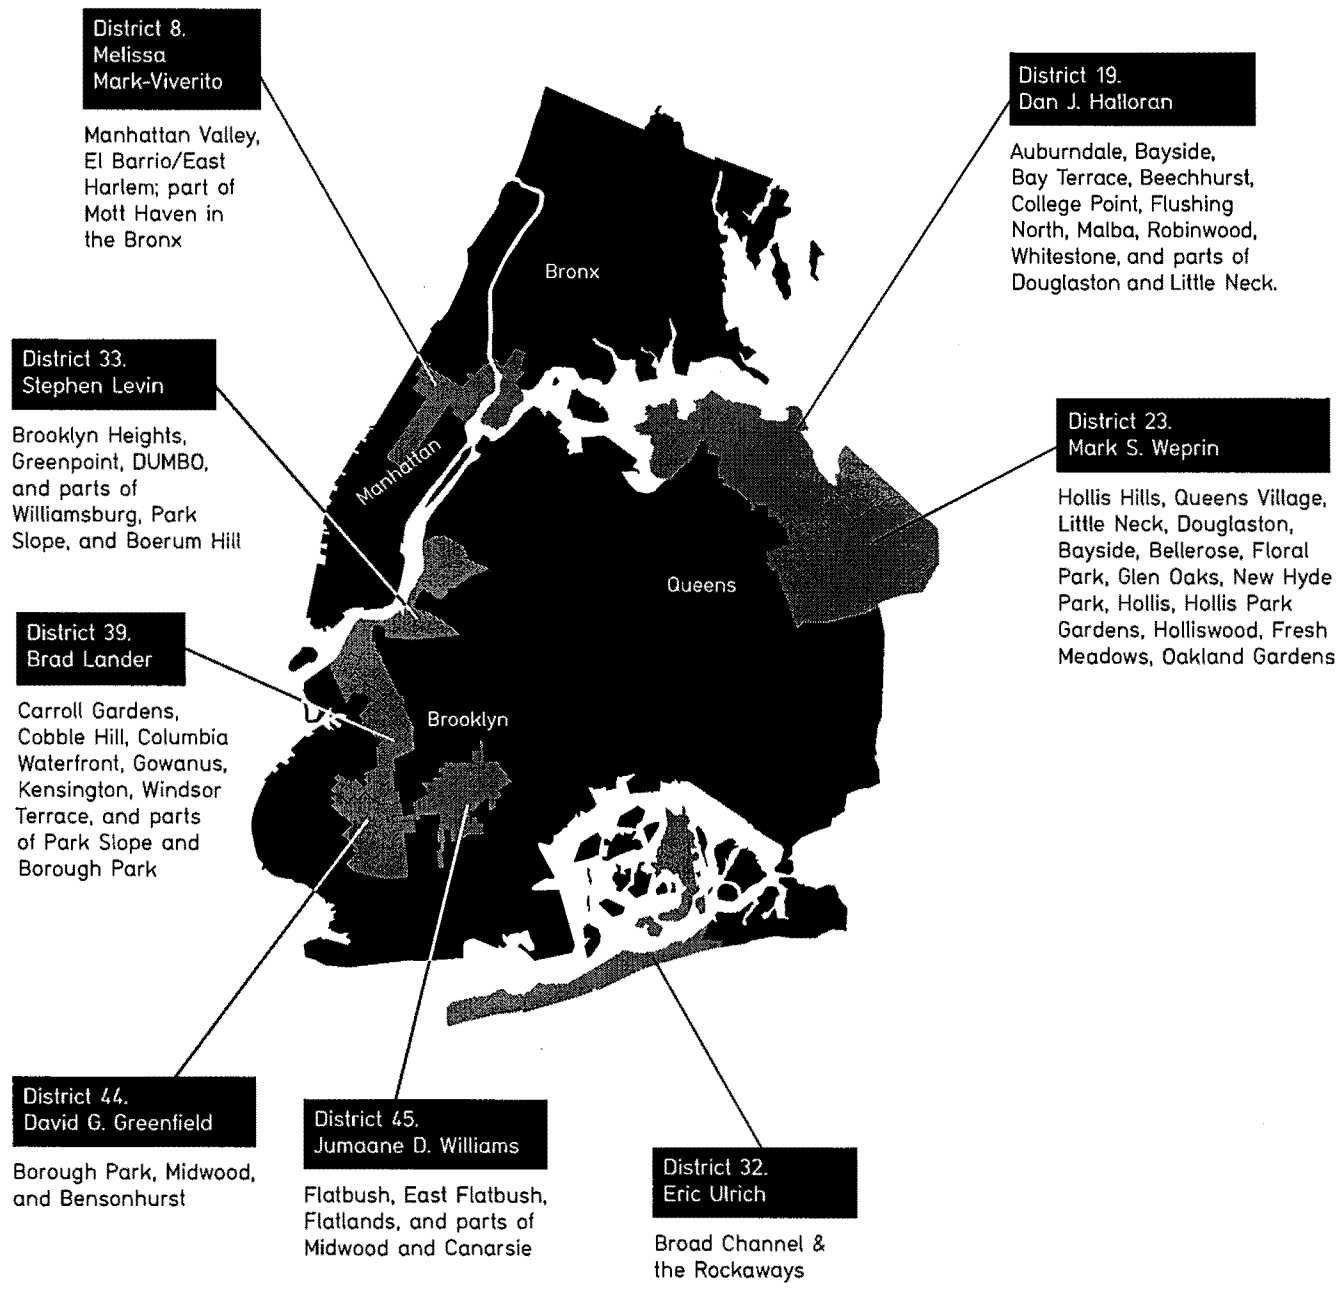 District 8.
Melissa
Mark-Viverito
Manhattan Valley,
El Barrio/East
Harlem; part of
Mott Haven in
the Bronx
District 19.
Dan J. Halloran
Auburndale, Bayside,
Bay Terrace, Beechhurst,
College Point, Flushing
North, Malba, Robinwood,
Whitestone, and parts of
Douglaston and Little Neck.
Bronx
District 33.
Stephen Levin
Brooklyn Heights,
Greenpoint, DUMBO,
and parts of
Williamsburg, Park
Slope, and Boerum Hill
Manhattan
District 23.
Mark S. Weprin
Hollis Hills, Queens Village,
Little Neck, Douglaston,
Bayside, Bellerose, Floral
Park, Glen Oaks, New Hyde
Park, Hollis, Hollis Park
Gardens, Holliswood, Fresh
Meadows, Oakland Gardens
Queens
District 39.
Brad Lander
Carroll Gardens,
Cobble Hill, Columbia
Waterfront, Gowanus,
Kensington, Windsor
Terrace, and parts
of Park Slope and
Borough Park
Brooklyn
District 44.
David G. Greenfield
Borough Park, Midwood,
and Bensonhurst
District 45.
Jumaane D. Williams
Flatbush, East Flatbush,
Flatlands, and parts of
Midwood and Canarsie
District 32.
Eric Ulrich
Broad Channel &
the Rockaways